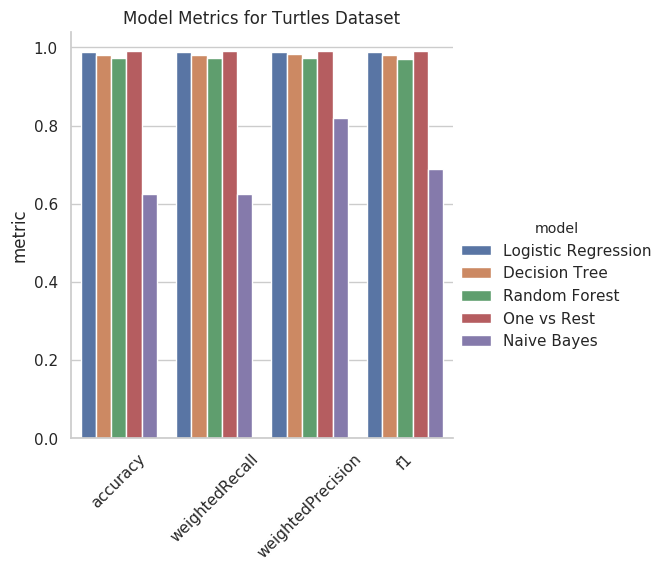 Model Metrics for Turtles Dataset
1.0
0.8
0.6
0.4
0.2
0.0
metric
accuracy
weightedRecall
weightedPrecision
f1
model
Logistic Regression
Decision Tree
Random Forest
One vs Rest
Naive Bayes